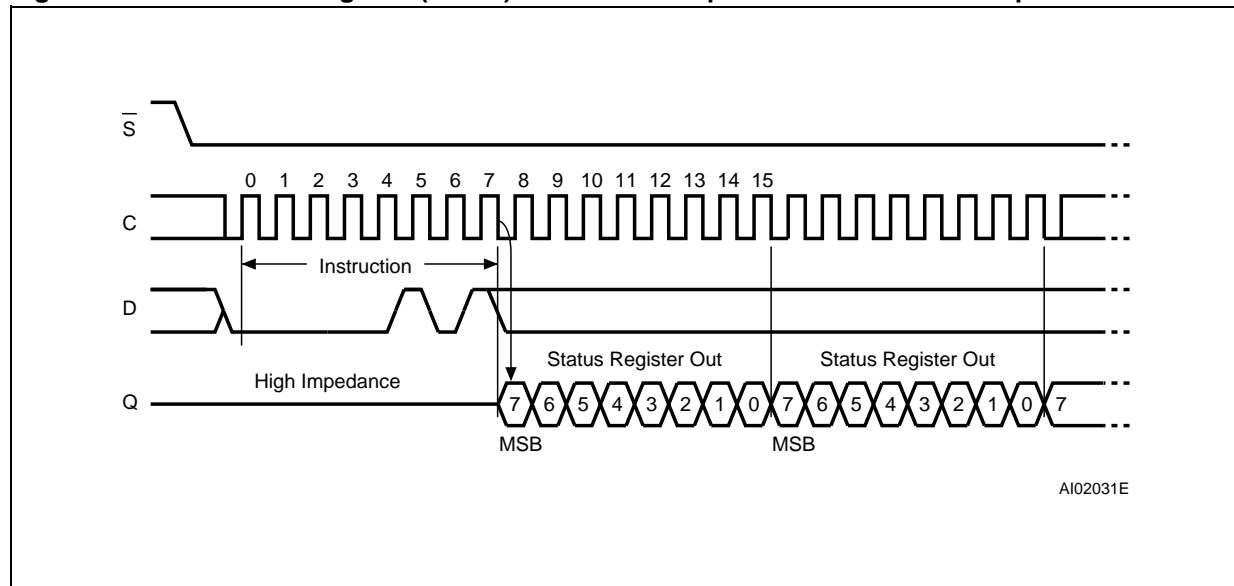 S
0 1 2 3 4 5 6 7 8 9 10 11 12 13 14 15
C
Instruction
D
Status Register Out Status Register Out
High Impedance
Q 7 6 5 4 3 2 1 0 7 6 5 4 3 2 1 0 7
MSB MSB
AI02031E